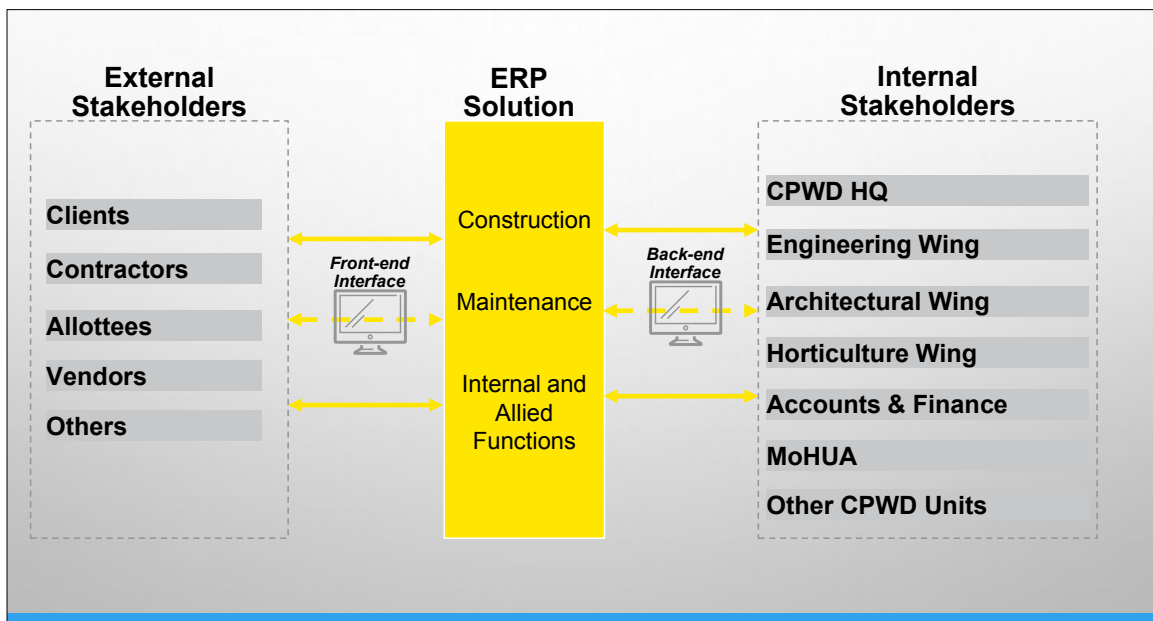 External
Stakeholders
Clients
Contractors
Allottees
Vendors
Others
Front-end
Interface
ERP
Solution
Construction
Maintenance
Internal and
Allied
Functions
Back-end
Interface
Internal
Stakeholders
CPWD HQ
Engineering Wing
Architectural Wing
Horticulture Wing
Accounts & Finance
MoHUA
Other CPWD Units